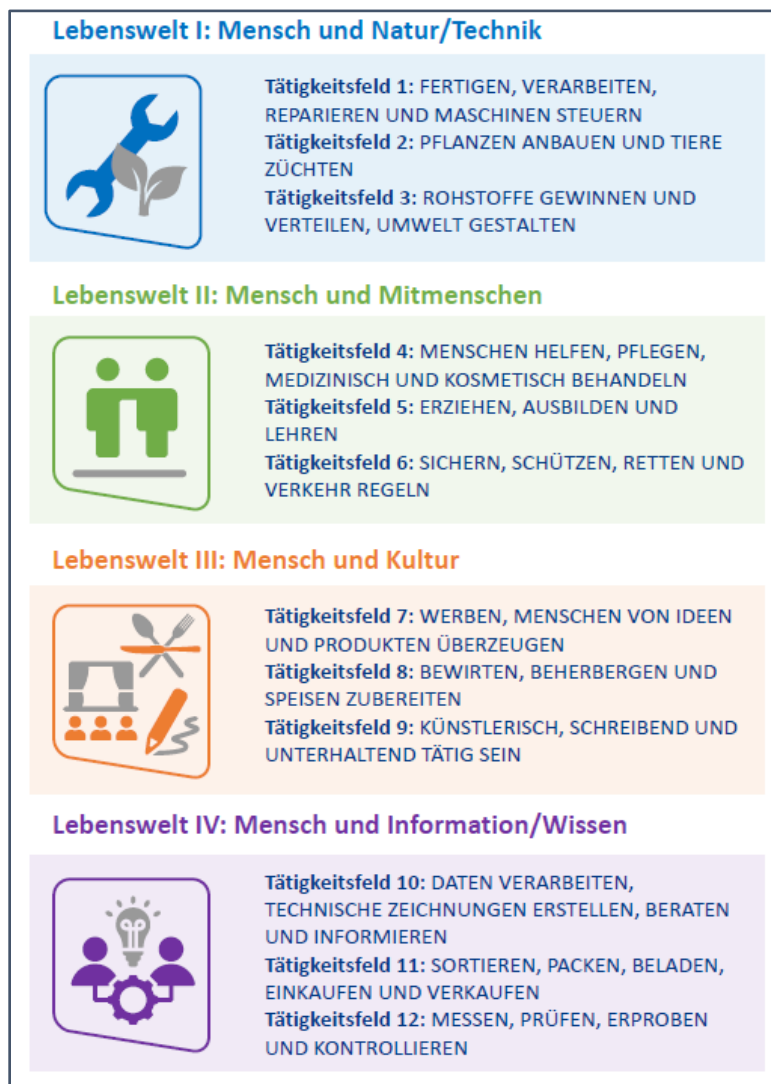 Lebenswelt I: Mensch und Natur/Technik
Tätigkeitsfeld 1: FERTIGEN, VERARBEITEN,
REPARIEREN UND MASCHINEN STEUERN
Tätigkeitsfeld 2: PFLANZEN ANBAUEN UND TIERE
ZÜCHTEN
Tätigkeitsfeld 3: ROHSTOFFE GEWINNEN UND
VERTEILEN, UMWELT GESTALTEN
Lebenswelt II: Mensch und Mitmenschen
Tätigkeitsfeld 4: MENSCHEN HELFEN, PFLEGEN,
MEDIZINISCH UND KOSMETISCH BEHANDELN
Tätigkeitsfeld 5: ERZIEHEN, AUSBILDEN UND
LEHREN
Tätigkeitsfeld 6: SICHERN, SCHÜTZEN, RETTEN UND
VERKEHR REGELN
Lebenswelt III: Mensch und Kultur
Tätigkeitsfeld 7: WERBEN, MENSCHEN VON IDEEN
UND PRODUKTEN ÜBERZEUGEN
Tätigkeitsfeld 8: BEWIRTEN, BEHERBERGEN UND
SPEISEN ZUBEREITEN
Tätigkeitsfeld 9: KÜNSTLERISCH, SCHREIBEND UND
UNTERHALTEND TÄTIG SEIN
Lebenswelt IV: Mensch und Information/Wissen
Tätigkeitsfeld 10: DATEN VERARBEITEN,
TECHNISCHE ZEICHNUNGEN ERSTELLEN, BERATEN
UND INFORMIEREN
Tätigkeitsfeld 11: SORTIEREN, PACKEN, BELADEN,
EINKAUFEN UND VERKAUFEN
Tätigkeitsfeld 12: MESSEN, PRÜFEN, ERPROBEN
UND KONTROLLIEREN